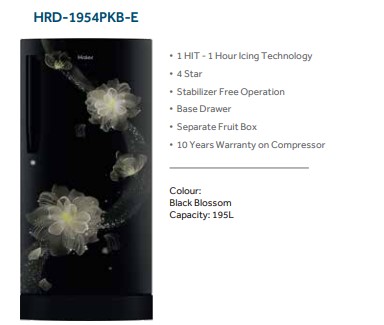 HRD-1954PKB-E
Haier
• 1 HIT - 1 Hour Icing Technology
• 4 Star
• Stabilizer Free Operation
• Base Drawer
• Separate Fruit Box
• 10 Years Warranty on Compressor
Colour:
Black Blossom
Capacity: 195L